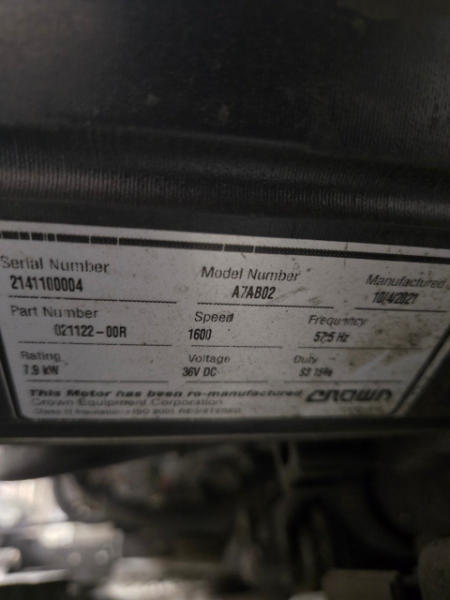 Serial Number
2141100004
Model Number
A7AB02
Manufactured
10/4/2021
Part Number
021122-00R
Speed
1600
Frequency
57.5 Hz
Rating
7.9 kW
Voltage
36V DC
Duty
S3 15%
This Motor has been re-manufactured
Crown Equipment Corporation
CROWN